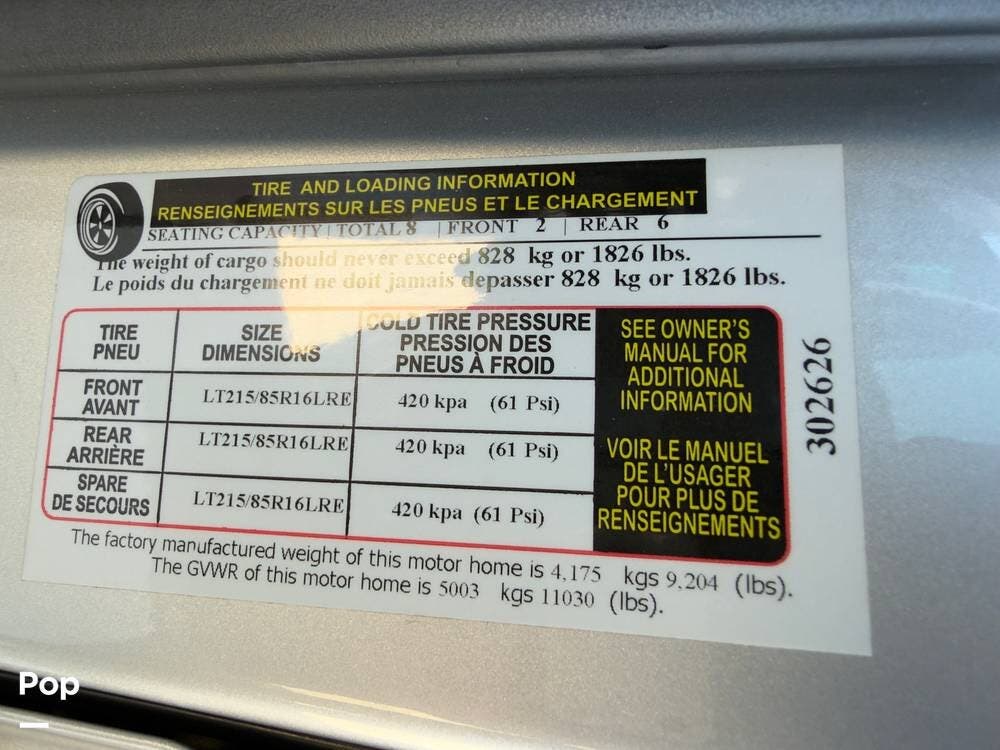 TIRE AND LOADING INFORMATION
RENSEIGNEMENTS SUR LES PNEUS ET LE CHARGEMENT
SEATING CAPACITY | TOTAL 8 | FRONT 2 | REAR 6
The weight of cargo should never exceed 828 kg or 1826 lbs.
Le poids du chargement ne doit jamais depasser 828 kg or 1826 lbs.
TIRE
PNEU
SIZE
DIMENSIONS
COLD TIRE PRESSURE
PRESSION DES
PNEUS À FROID
FRONT
AVANT
LT215/85R16LRE
420 kpa (61 Psi)
REAR
ARRIÈRE
LT215/85R16LRE
420 kpa (61 Psi)
SPARE
DE SECOURS
LT215/85R16LRE
420 kpa (61 Psi)
SEE OWNER'S
MANUAL FOR
ADDITIONAL
INFORMATION
VOIR LE MANUEL
DE L'USAGER
POUR PLUS DE
RENSEIGNEMENTS
302626
The factory manufactured weight of this motor home is 4,175 kgs 9.204 (lbs).
The GVWR of this motor home is 5003 kgs 11030 (lbs).
Pop